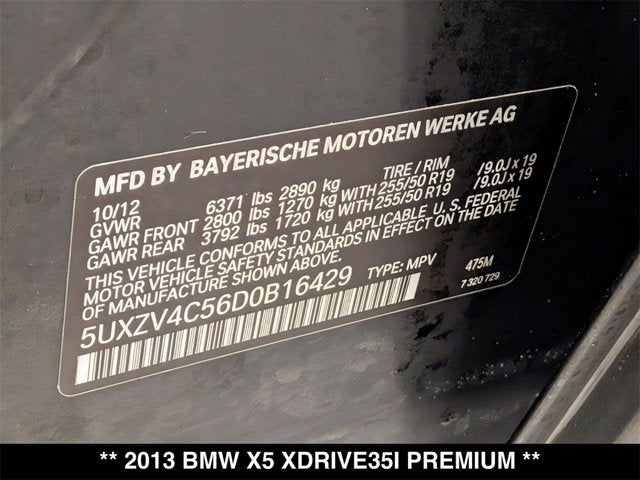 MFD BY BAYERISCHE MOTOREN WERKE AG
10/12 6371 lbs 2890 kg TIRE / RIM
GVWR
GAWR FRONT 2800 lbs 1270 kg WITH 255/50 R19 /9.0J x 19
GAWR REAR 3792 lbs 1720 kg WITH 255/50 R19 /9.0J x 19
THIS VEHICLE CONFORMS TO ALL APPLICABLE U.S. FEDERAL
MOTOR VEHICLE SAFETY STANDARDS IN EFFECT ON THE DATE
OF MANUFACTURE SHOWN ABOVE.
5UXZV4C56D0B16429 TYPE: MPV 475M
7 320 729
** 2013 BMW X5 XDRIVE35I PREMIUM **